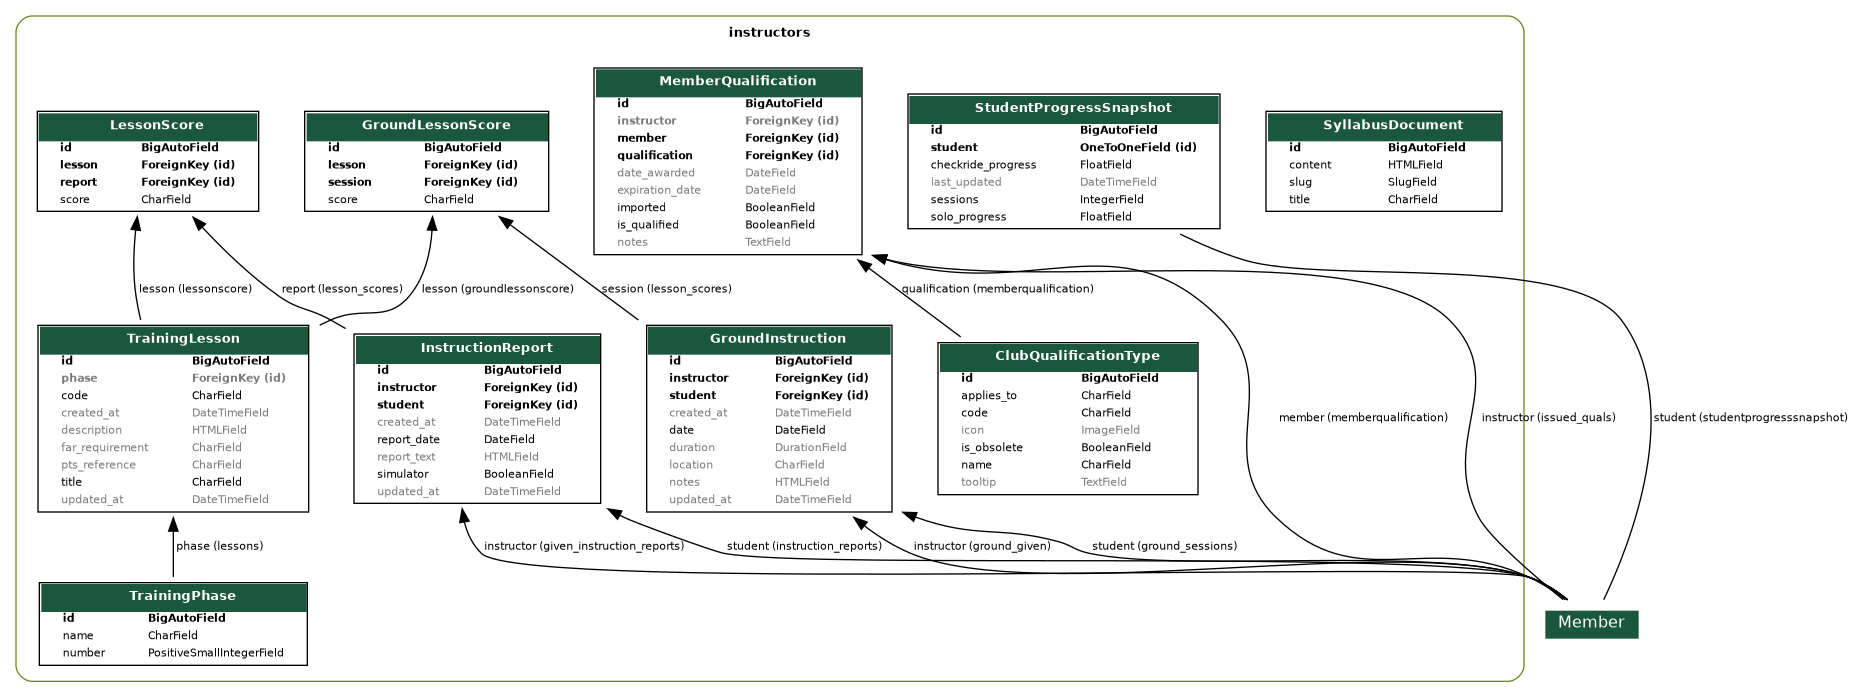 instructors
LessonScore
id BigAutoField
lesson ForeignKey (id)
report ForeignKey (id)
score CharField
GroundLessonScore
id BigAutoField
lesson ForeignKey (id)
session ForeignKey (id)
score CharField
MemberQualification
id BigAutoField
instructor ForeignKey (id)
member ForeignKey (id)
qualification ForeignKey (id)
date_awarded DateField
expiration_date DateField
imported BooleanField
is_qualified BooleanField
notes TextField
StudentProgressSnapshot
id BigAutoField
student OneToOneField (id)
checkride_progress FloatField
last_updated DateTimeField
sessions IntegerField
solo_progress FloatField
SyllabusDocument
id BigAutoField
content HTMLField
slug SlugField
title CharField
lesson (lessonscore)
report (lesson_scores)
lesson (groundlessonscore)
session (lesson_scores)
qualification (memberqualification)
TrainingLesson
id BigAutoField
phase ForeignKey (id)
code CharField
created_at DateTimeField
description HTMLField
far_requirement CharField
pts_reference CharField
title CharField
updated_at DateTimeField
InstructionReport
id BigAutoField
instructor ForeignKey (id)
student ForeignKey (id)
created_at DateTimeField
report_date DateField
report_text HTMLField
simulator BooleanField
updated_at DateTimeField
GroundInstruction
id BigAutoField
instructor ForeignKey (id)
student ForeignKey (id)
created_at DateTimeField
date DateField
duration DurationField
location CharField
notes HTMLField
updated_at DateTimeField
ClubQualificationType
id BigAutoField
applies_to CharField
code CharField
icon ImageField
is_obsolete BooleanField
name CharField
tooltip TextField
member (memberqualification)
instructor (issued_quals)
student (studentprogresssnapshot)
phase (lessons)
instructor (given_instruction_reports)
student (instruction_reports)
instructor (ground_given)
student (ground_sessions)
TrainingPhase
id BigAutoField
name CharField
number PositiveSmallIntegerField
Member